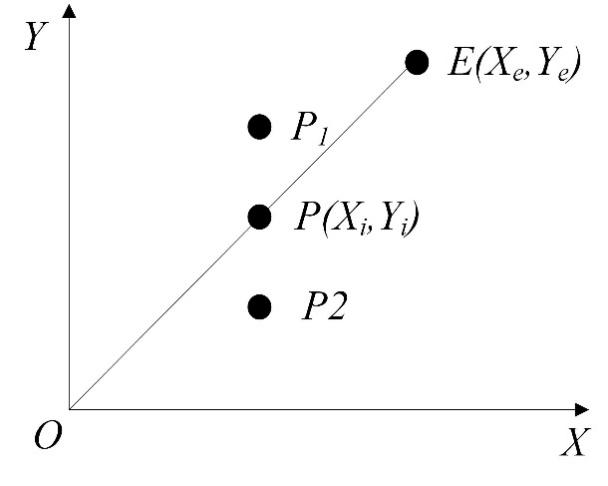 Y
E(Xe,Ye)
P1
P(Xi,Yi)
P2
O
X